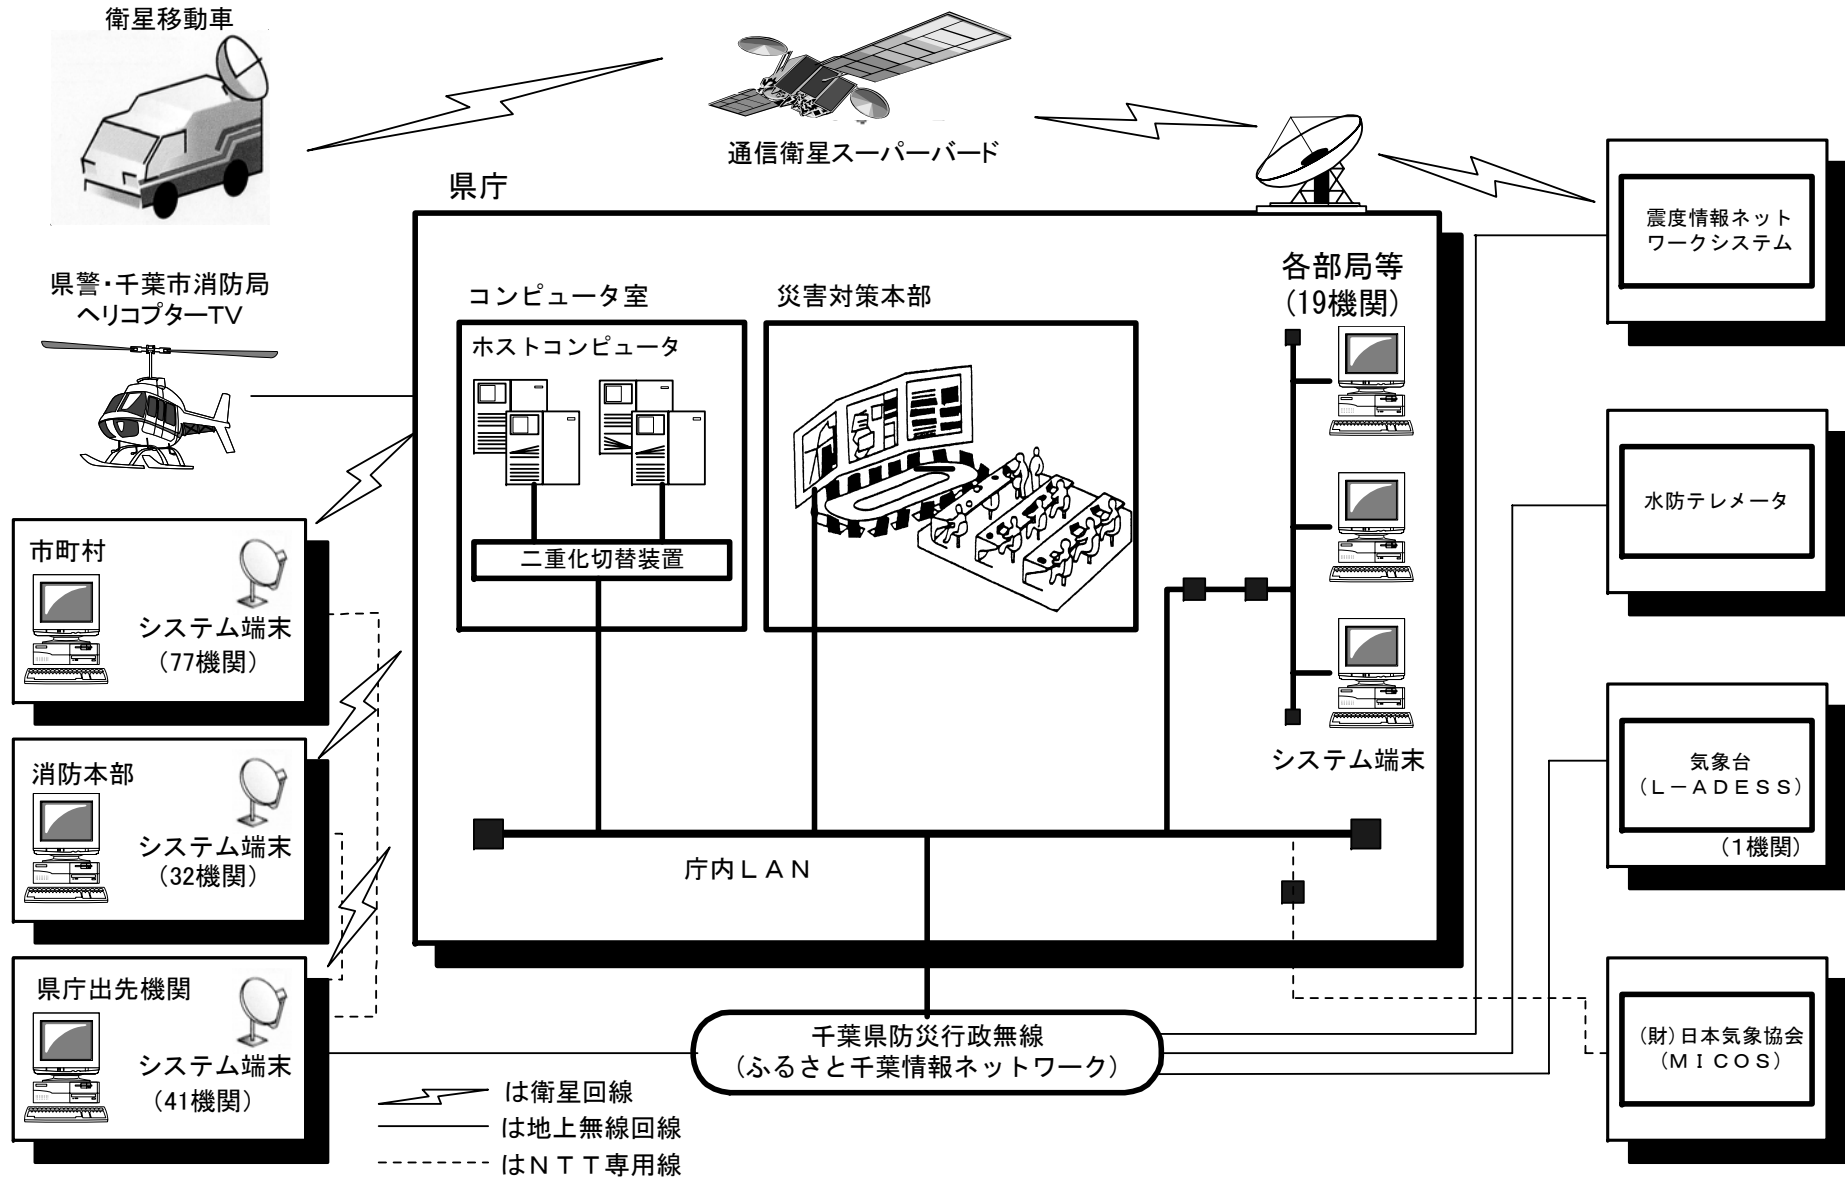 衛星移動車
通信衛星スーパーバード
県庁
県警・千葉市消防局
ヘリコプターTV
コンピュータ室
ホストコンピュータ
二重化切替装置
災害対策本部
各部局等
(19機関)
システム端末
庁内ＬＡＮ
市町村
システム端末
(77機関)
消防本部
システム端末
(32機関)
県庁出先機関
システム端末
(41機関)
千葉県防災行政無線
(ふるさと千葉情報ネットワーク)
震度情報ネット
ワークシステム
水防テレメータ
気象台
(Ｌ－ＡＤＥＳＳ)
(1機関)
(財)日本気象協会
(ＭＩＣＯＳ)
は衛星回線
は地上無線回線
はＮＴＴ専用線